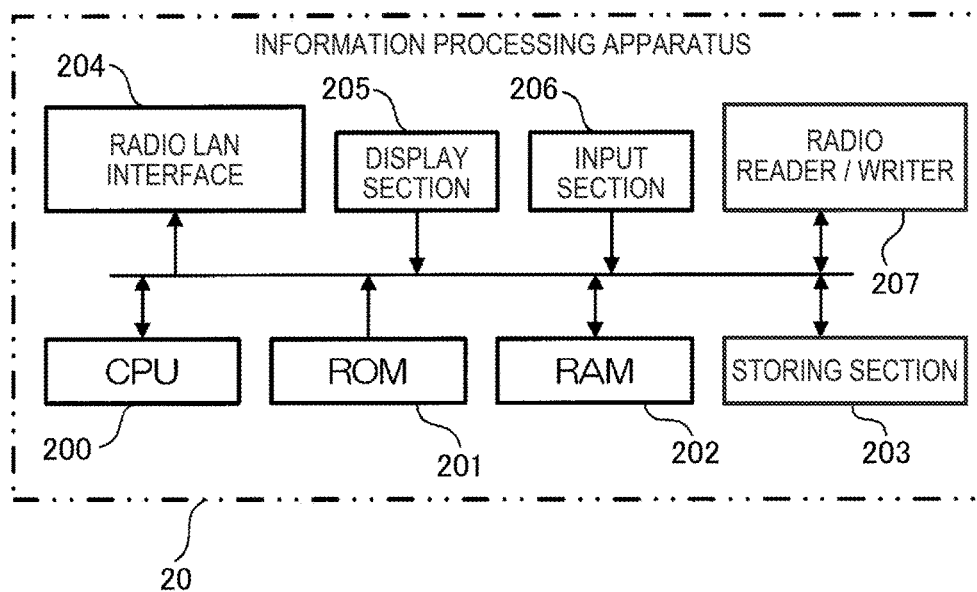 INFORMATION PROCESSING APPARATUS
204
205
206
RADIO LAN
INTERFACE
DISPLAY
SECTION
INPUT
SECTION
RADIO
READER / WRITER
207
CPU
ROM
RAM
STORING SECTION
200
201
202
203
20